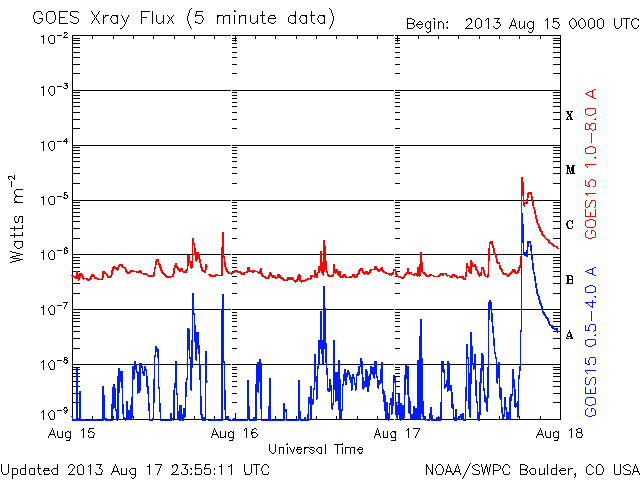 GOES Xray Flux (5 minute data)
Begin: 2013 Aug 15 0000 UTC
10-2
10-3
10-4
10-5
10-6
10-7
10-8
10-9
Watts m-2
X
M
C
B
A
GOES15 1.0-8.0 A
GOES15 0.5-4.0 A
Aug 15 Aug 16 Aug 17 Aug 18
Universal Time
Updated 2013 Aug 17 23:55:11 UTC
NOAA/SWPC Boulder, CO USA